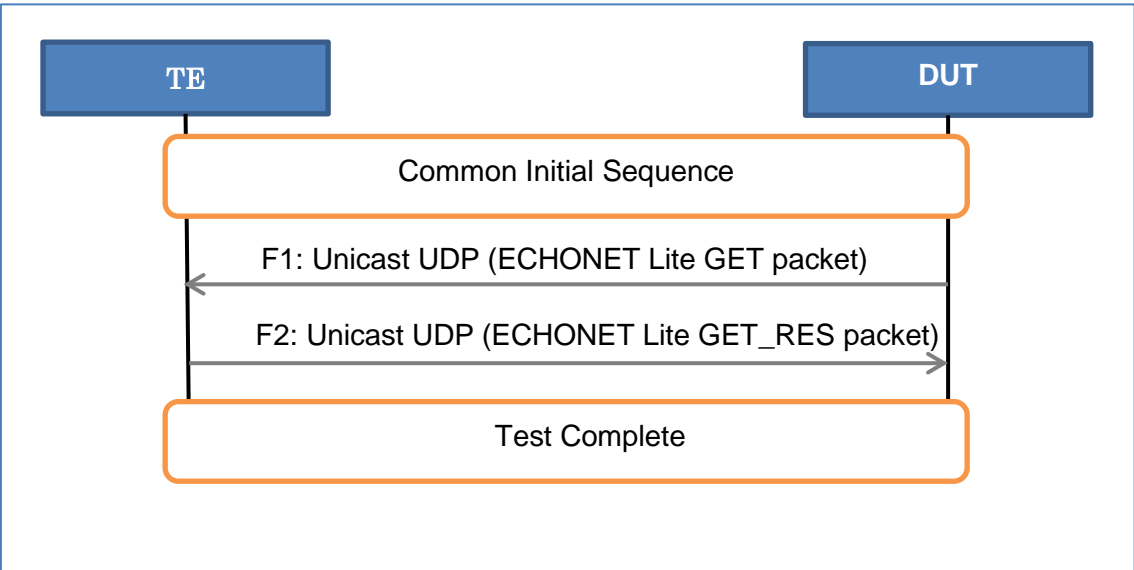 TE
DUT
Common Initial Sequence
F1: Unicast UDP (ECHONET Lite GET packet)
F2: Unicast UDP (ECHONET Lite GET_RES packet)
Test Complete